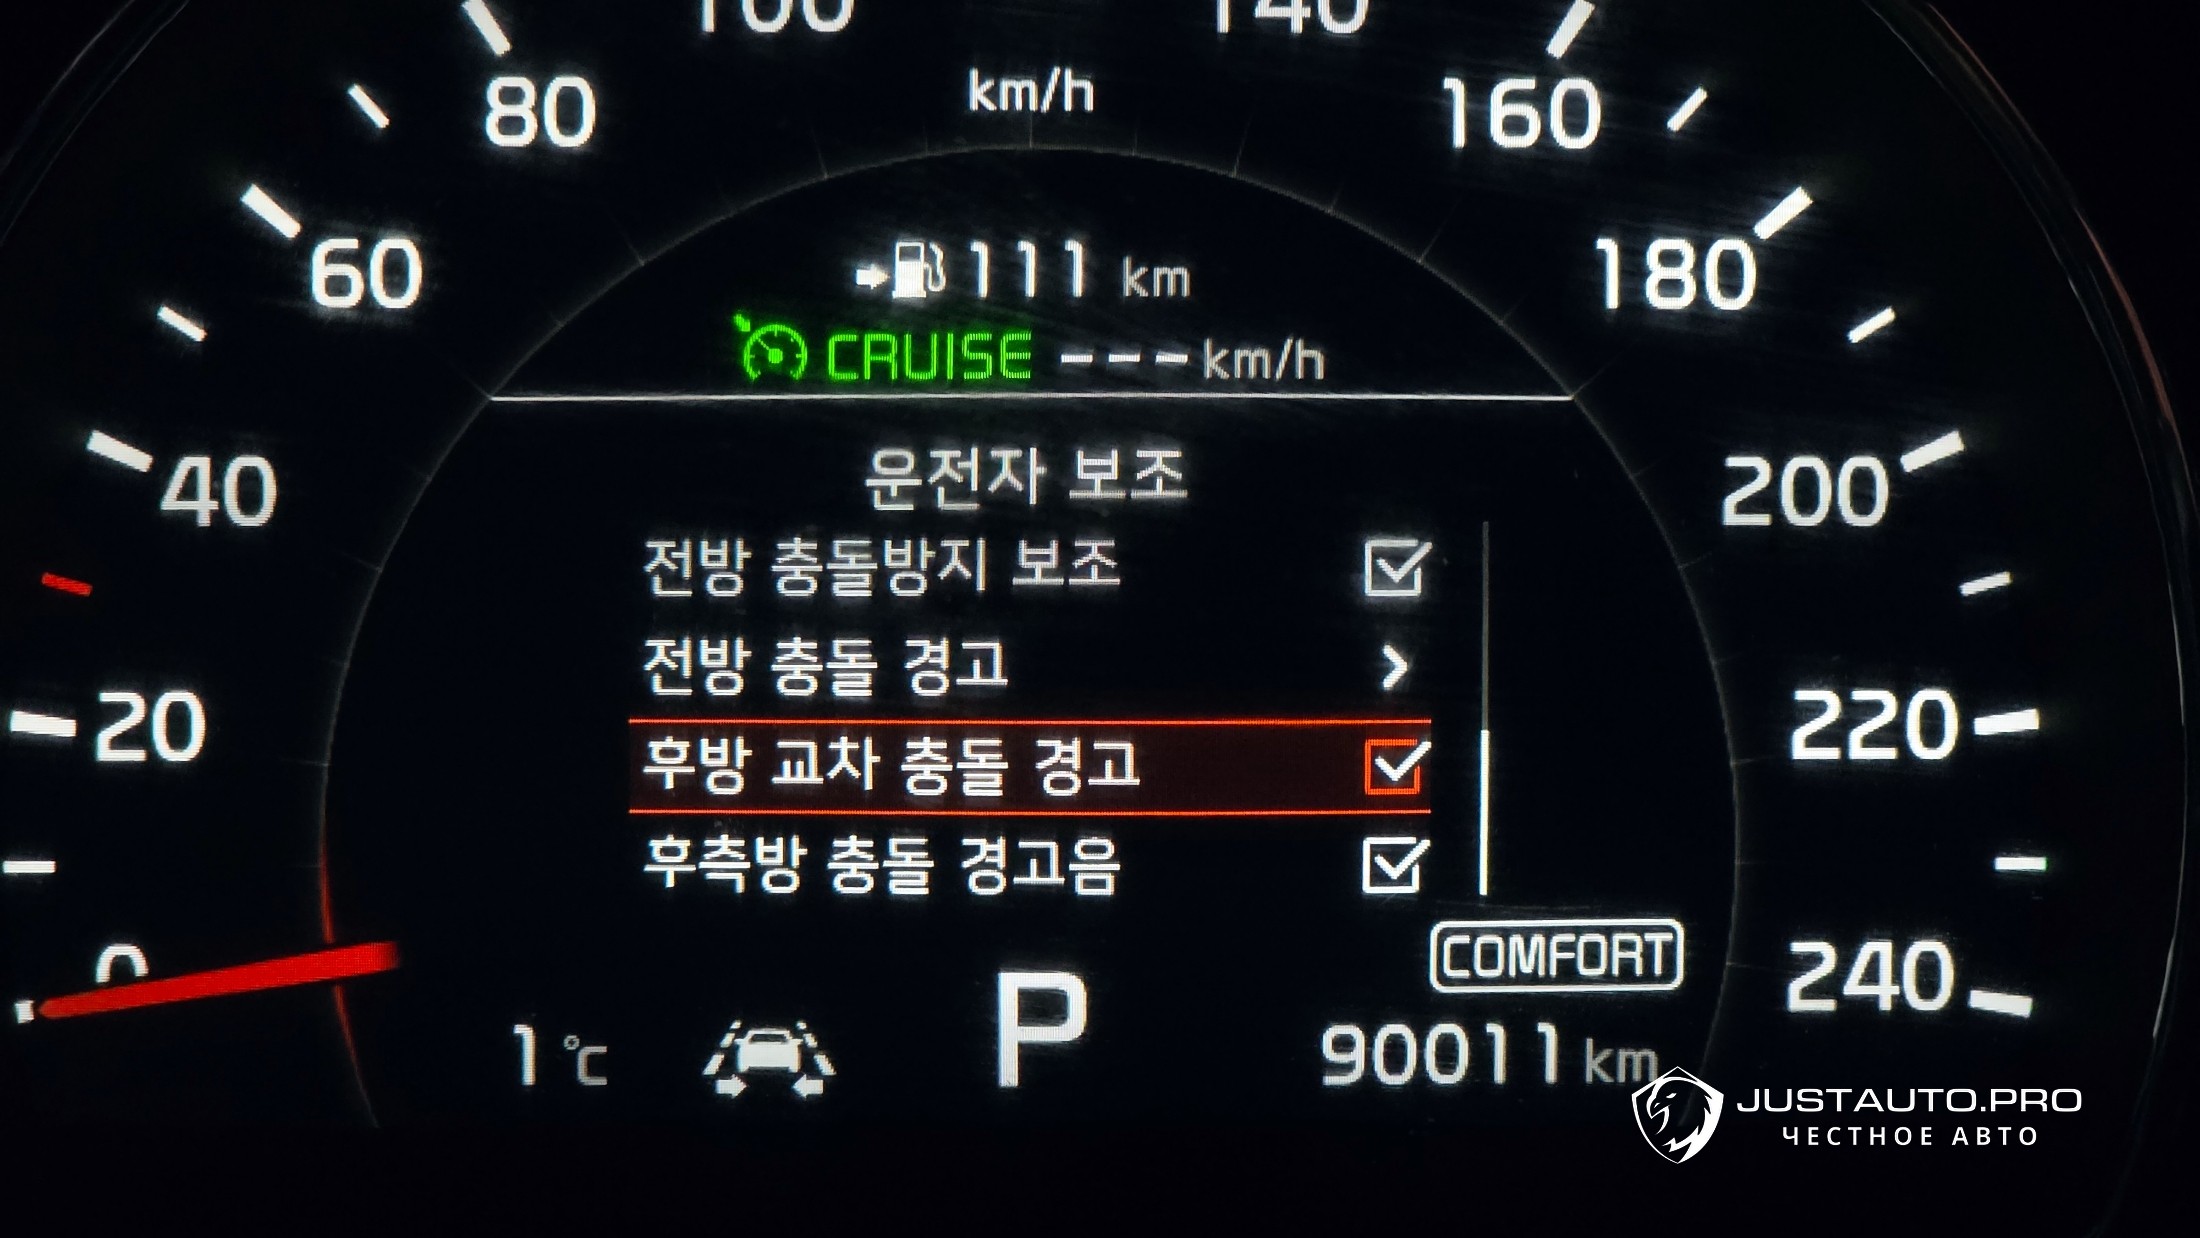 100
140
km/h
80
160
60
180
111 km
CRUISE ---km/h
40
운전자 보조
200
전방 충돌방지 보조
전방 충돌 경고
20
220
후방 교차 충돌 경고
후측방 충돌 경고음
0
COMFORT
240
1 °C
P
90011 km
JUSTAUTO.PRO
ЧЕСТНОЕ АВТО